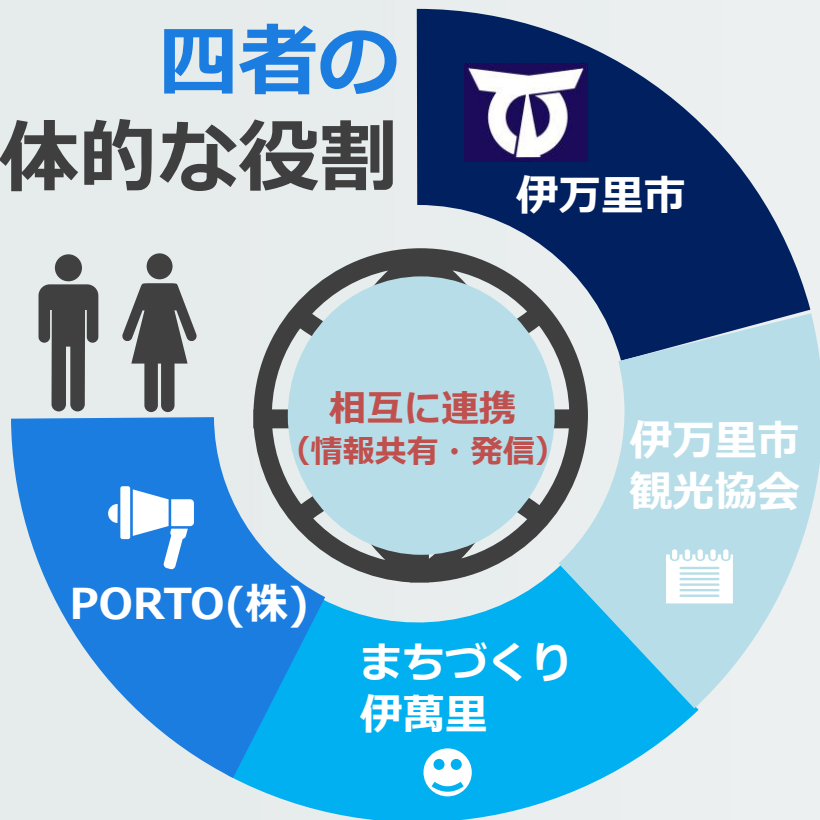 四者の
体的な役割
伊万里市
相互に連携
(情報共有・発信)
伊万里市
観光協会
PORTO(株)
まちづくり
伊萬里